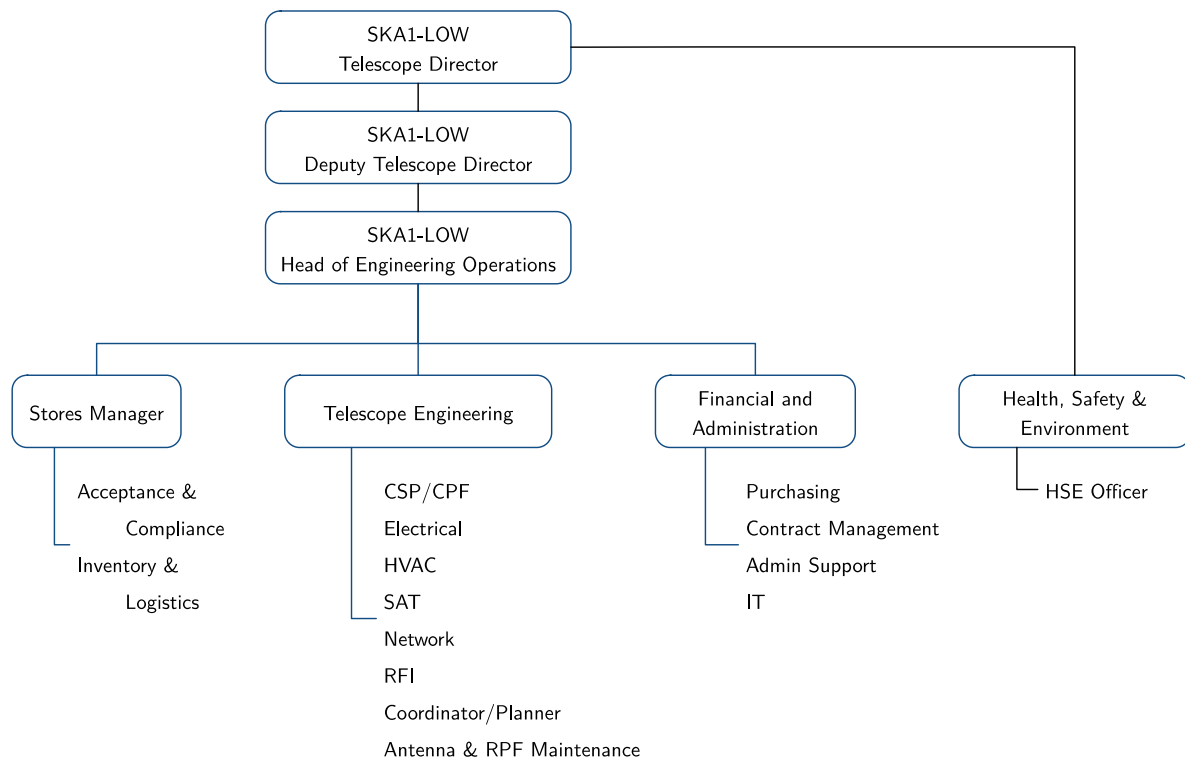 SKA1-LOW
Telescope Director
SKA1-LOW
Deputy Telescope Director
SKA1-LOW
Head of Engineering Operations
Stores Manager
Telescope Engineering
Financial and
Administration
Health, Safety &
Environment
Acceptance &
Compliance
Inventory &
Logistics
CSP/CPF
Electrical
HVAC
SAT
Network
RFI
Coordinator/Planner
Antenna & RPF Maintenance
Purchasing
Contract Management
Admin Support
IT
HSE Officer